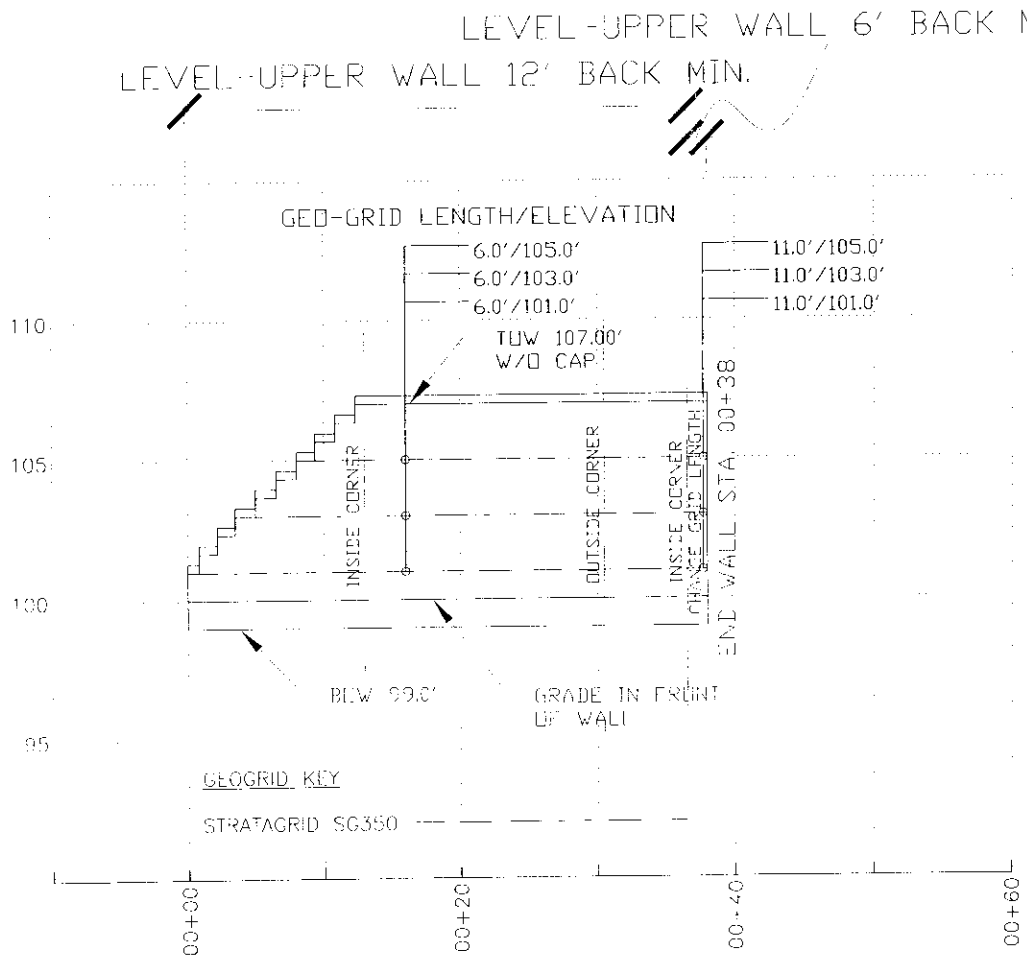 LEVEL-UPPER WALL 6' BACK
LEVEL-UPPER WALL 12' BACK MIN.
GEO-GRID LENGTH/ELEVATION
6.0'/105.0'
6.0'/103.0'
6.0'/101.0'
11.0'/105.0'
11.0'/103.0'
11.0'/101.0'
TOW 107.00'
W/O CAP
110
105
100
95
INSIDE CORNER
OUTSIDE CORNER
INSIDE CORNER
CHANGE GRID LENGTH
END WALL STA 00+38
BOW 99.0'
GRADE IN FRONT
OF WALL
GEOGRID KEY
STRATAGRID SG350
00+00
00+20
00+40
00+60